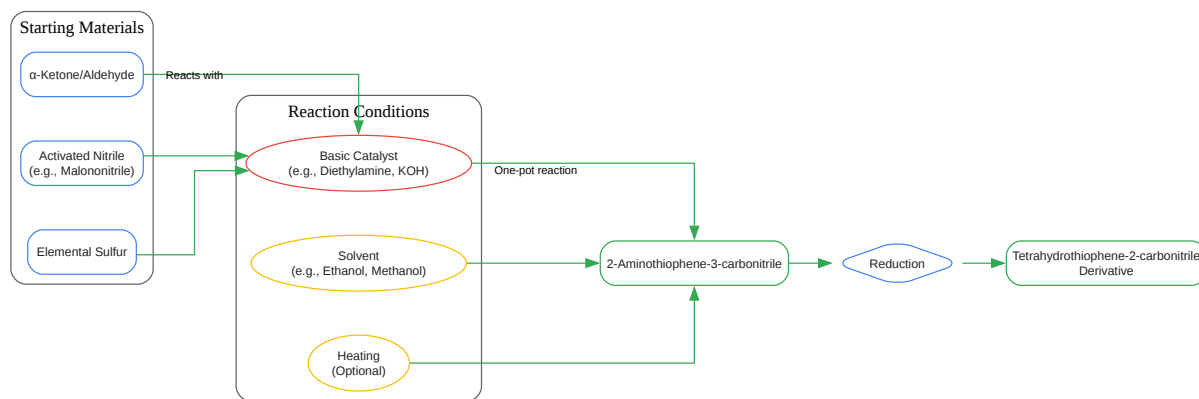 Starting Materials
α-Ketone/Aldehyde
Reacts with
Activated Nitrile
(e.g., Malononitrile)
Elemental Sulfur
Reaction Conditions
Basic Catalyst
(e.g., Diethylamine, KOH)
One-pot reaction
Solvent
(e.g., Ethanol, Methanol)
Heating
(Optional)
2-Aminothiophene-3-carbonitrile
Reduction
Tetrahydrothiophene-2-carbonitrile
Derivative